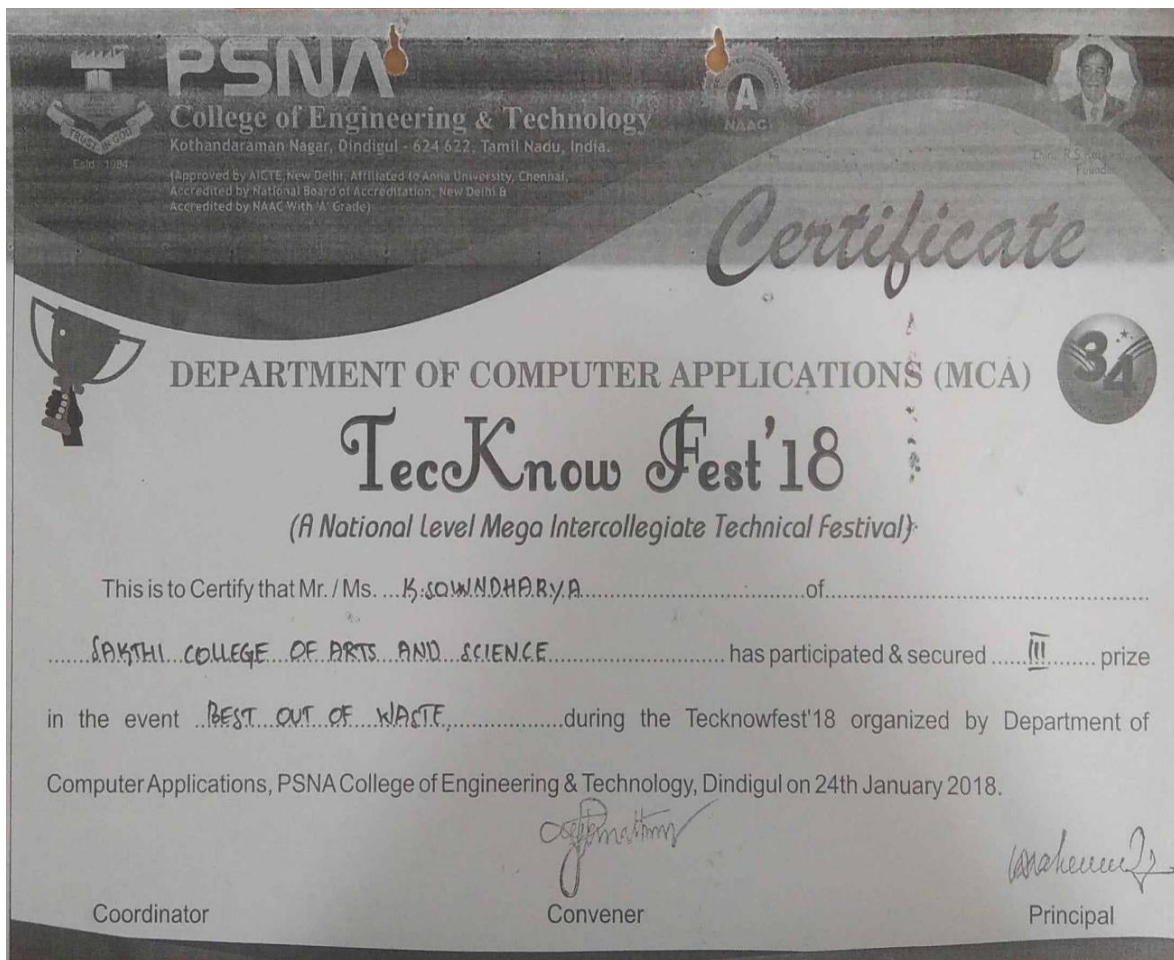 PSNA
College of Engineering & Technology
Kothandaraman Nagar, Dindigul - 624 622, Tamil Nadu, India.
(Approved by AICTE, New Delhi, Affiliated to Anna University, Chennai,
Accredited by National Board of Accreditation, New Delhi &
Accredited by NAAC With 'A' Grade)
TRUST IN GOD
Estd : 1984
A
NAAC
Founder
Certificate
34
DEPARTMENT OF COMPUTER APPLICATIONS (MCA)
TecKnow Fest'18
(A National Level Mega Intercollegiate Technical Festival)
This is to Certify that Mr. / Ms. K.SOWNDHARYA of
SAKTHI COLLEGE OF ARTS AND SCIENCE has participated & secured III prize
in the event BEST OUT OF WASTE, during the Tecknowfest'18 organized by Department of
Computer Applications, PSNA College of Engineering & Technology, Dindigul on 24th January 2018.
Coordinator
Convener
Principal